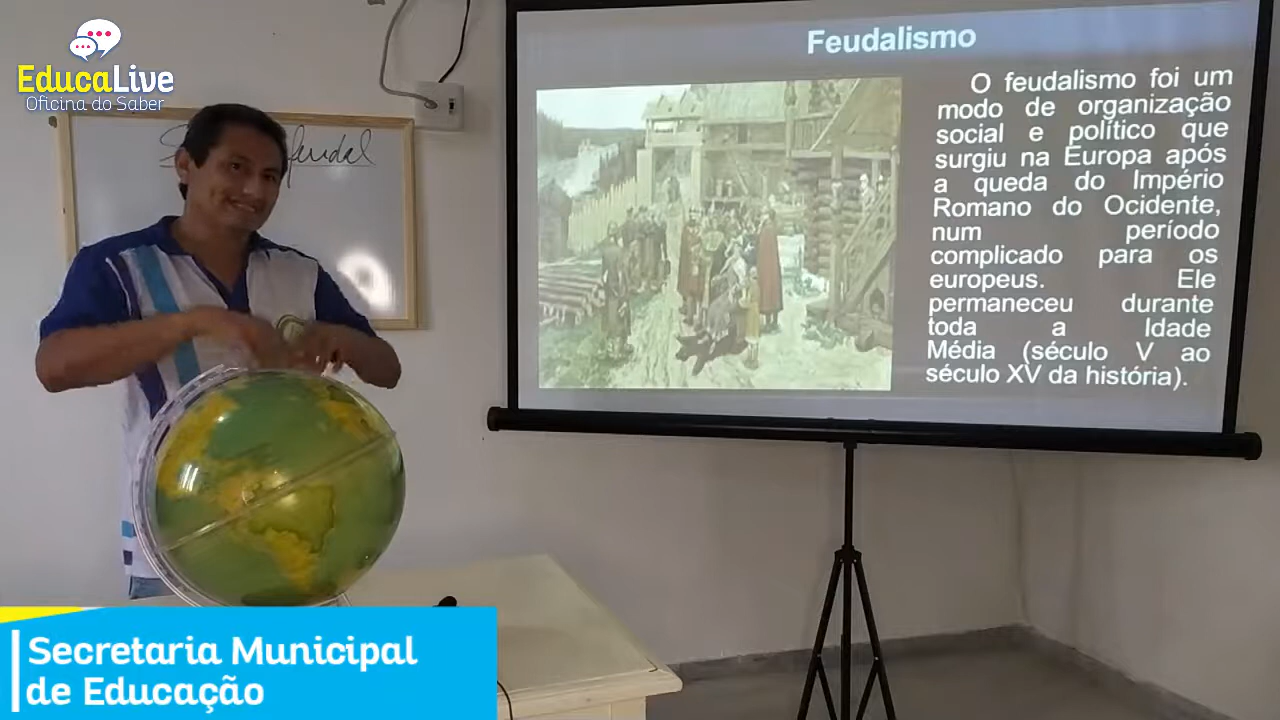 EducaLive
Oficina do Saber
feudal
Feudalismo
O feudalismo foi um
modo de organização
social e político que
surgiu na Europa após
a queda do Império
Romano do Ocidente,
num período
complicado para os
europeus. Ele
permaneceu durante
toda a Idade
Média (século V ao
século XV da história).
Secretaria Municipal
de Educação